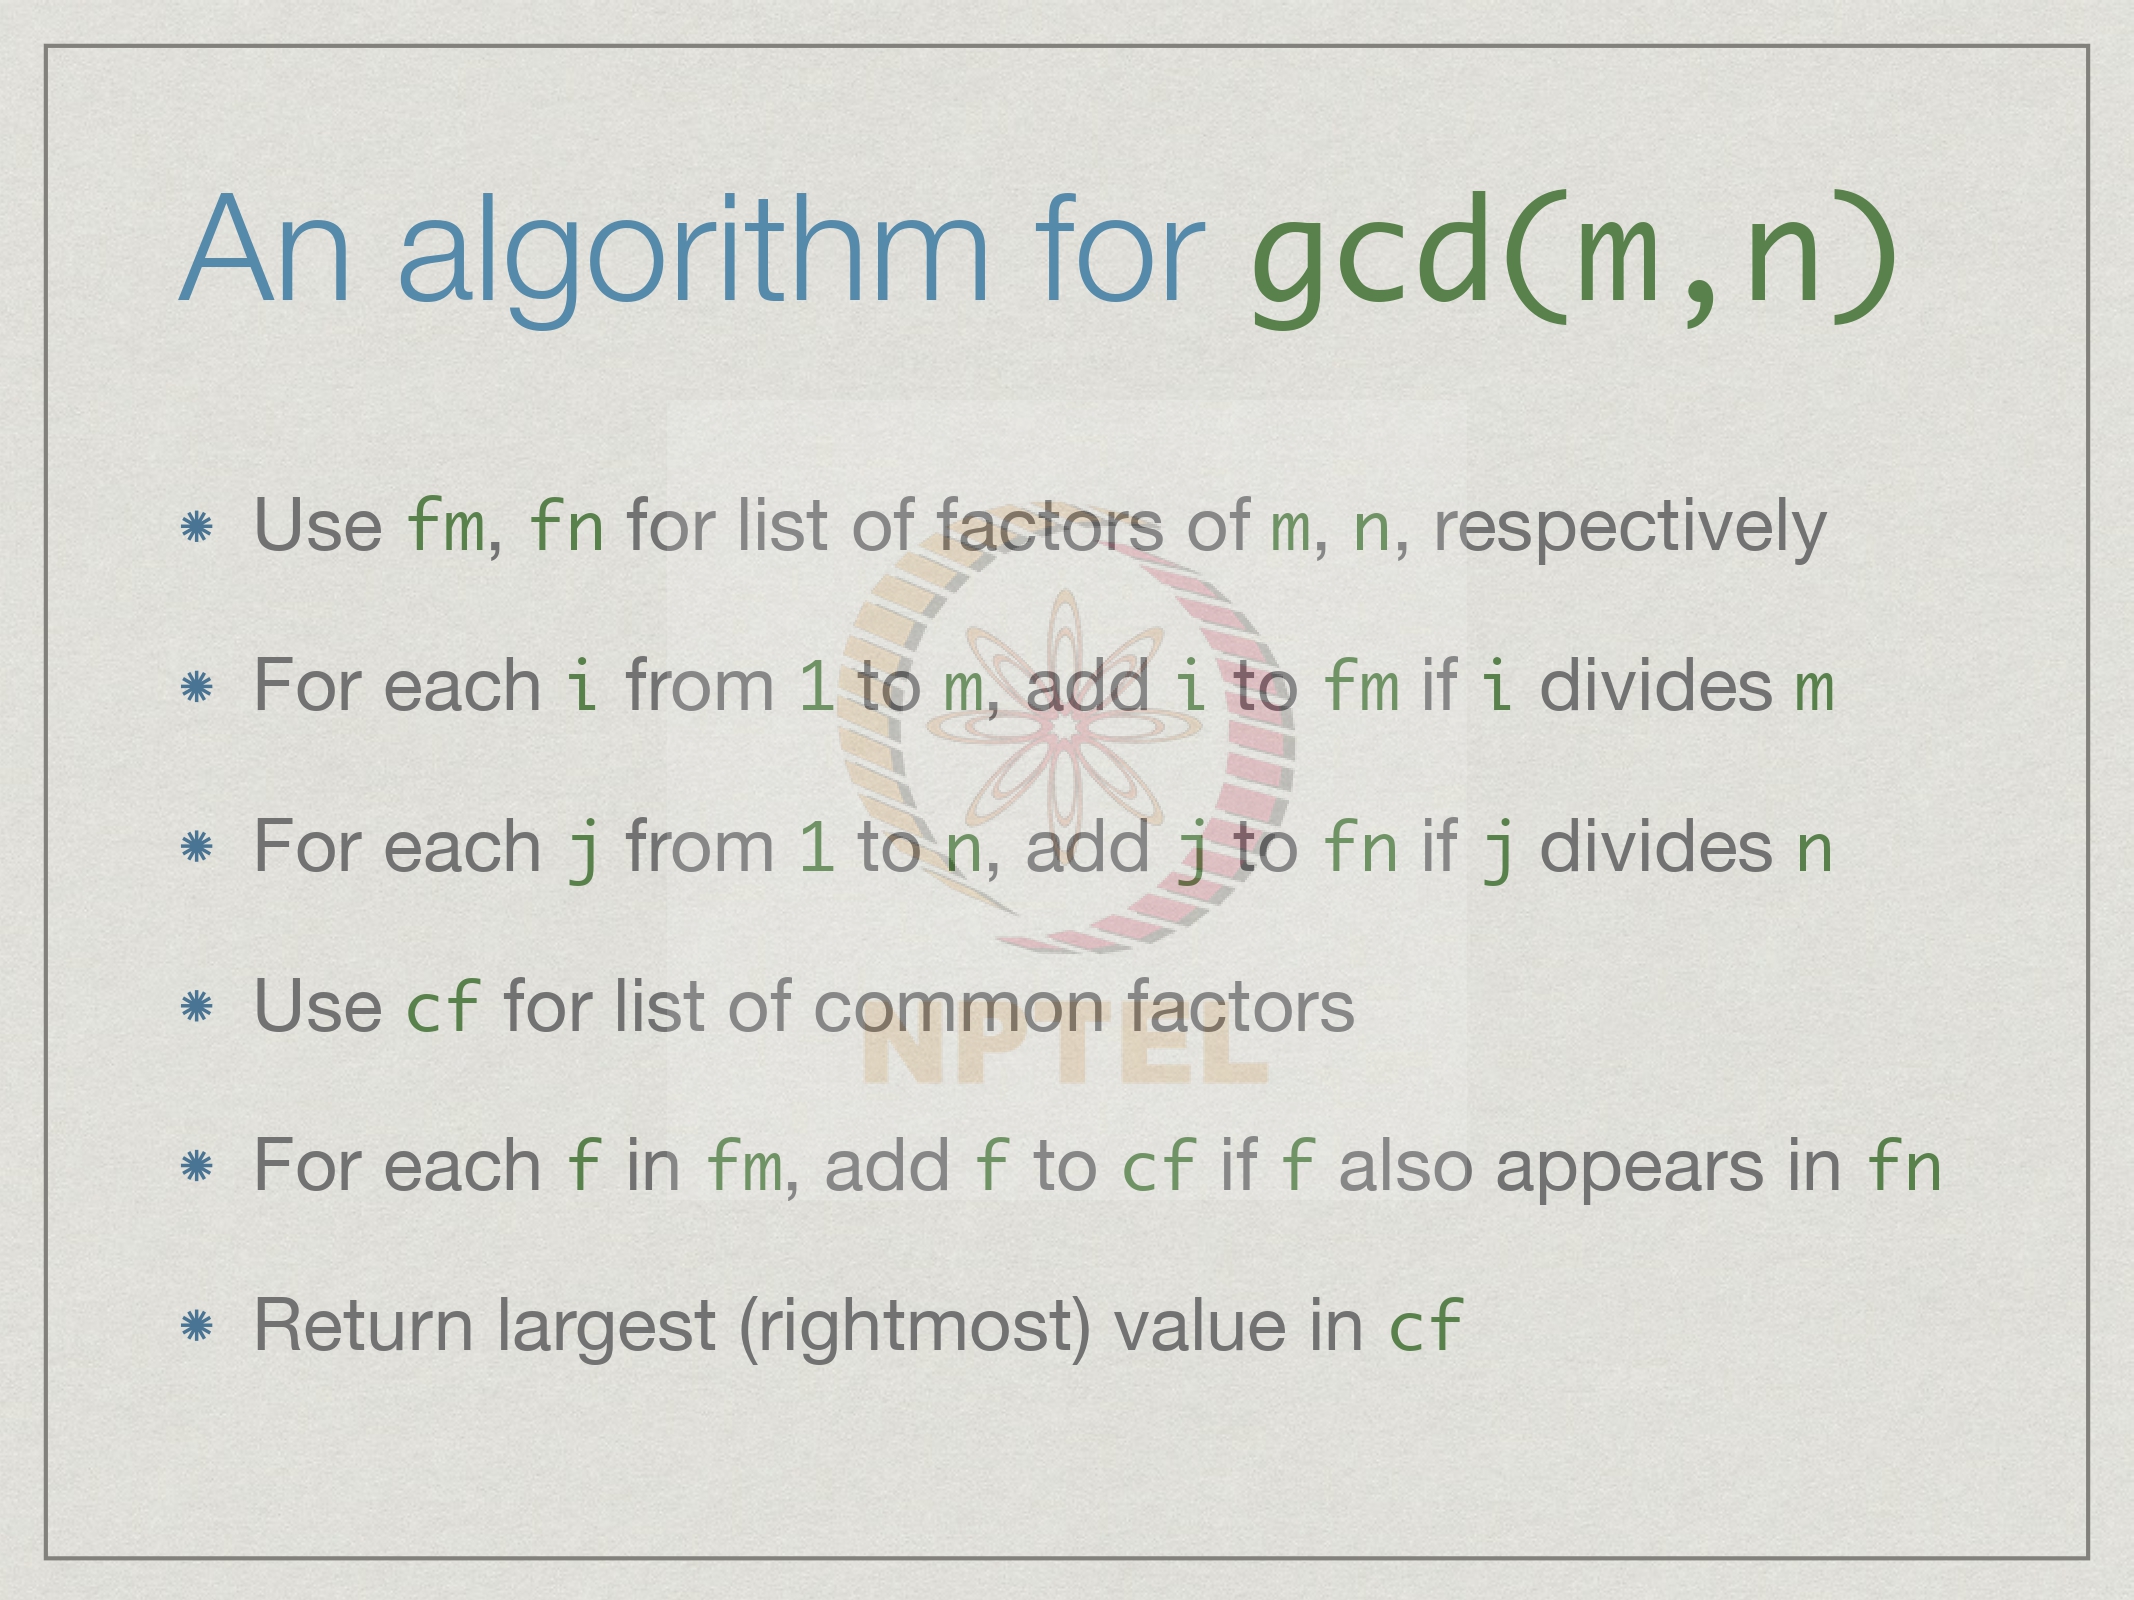 An algorithm for gcd(m,n)
Use fm, fn for list of factors of m, n, respectively
For each i from 1 to m, add i to fm if i divides m
For each j from 1 to n, add j to fn if j divides n
Use cf for list of common factors
NPTEL
For each f in fm, add f to cf if f also appears in fn
Return largest (rightmost) value in cf